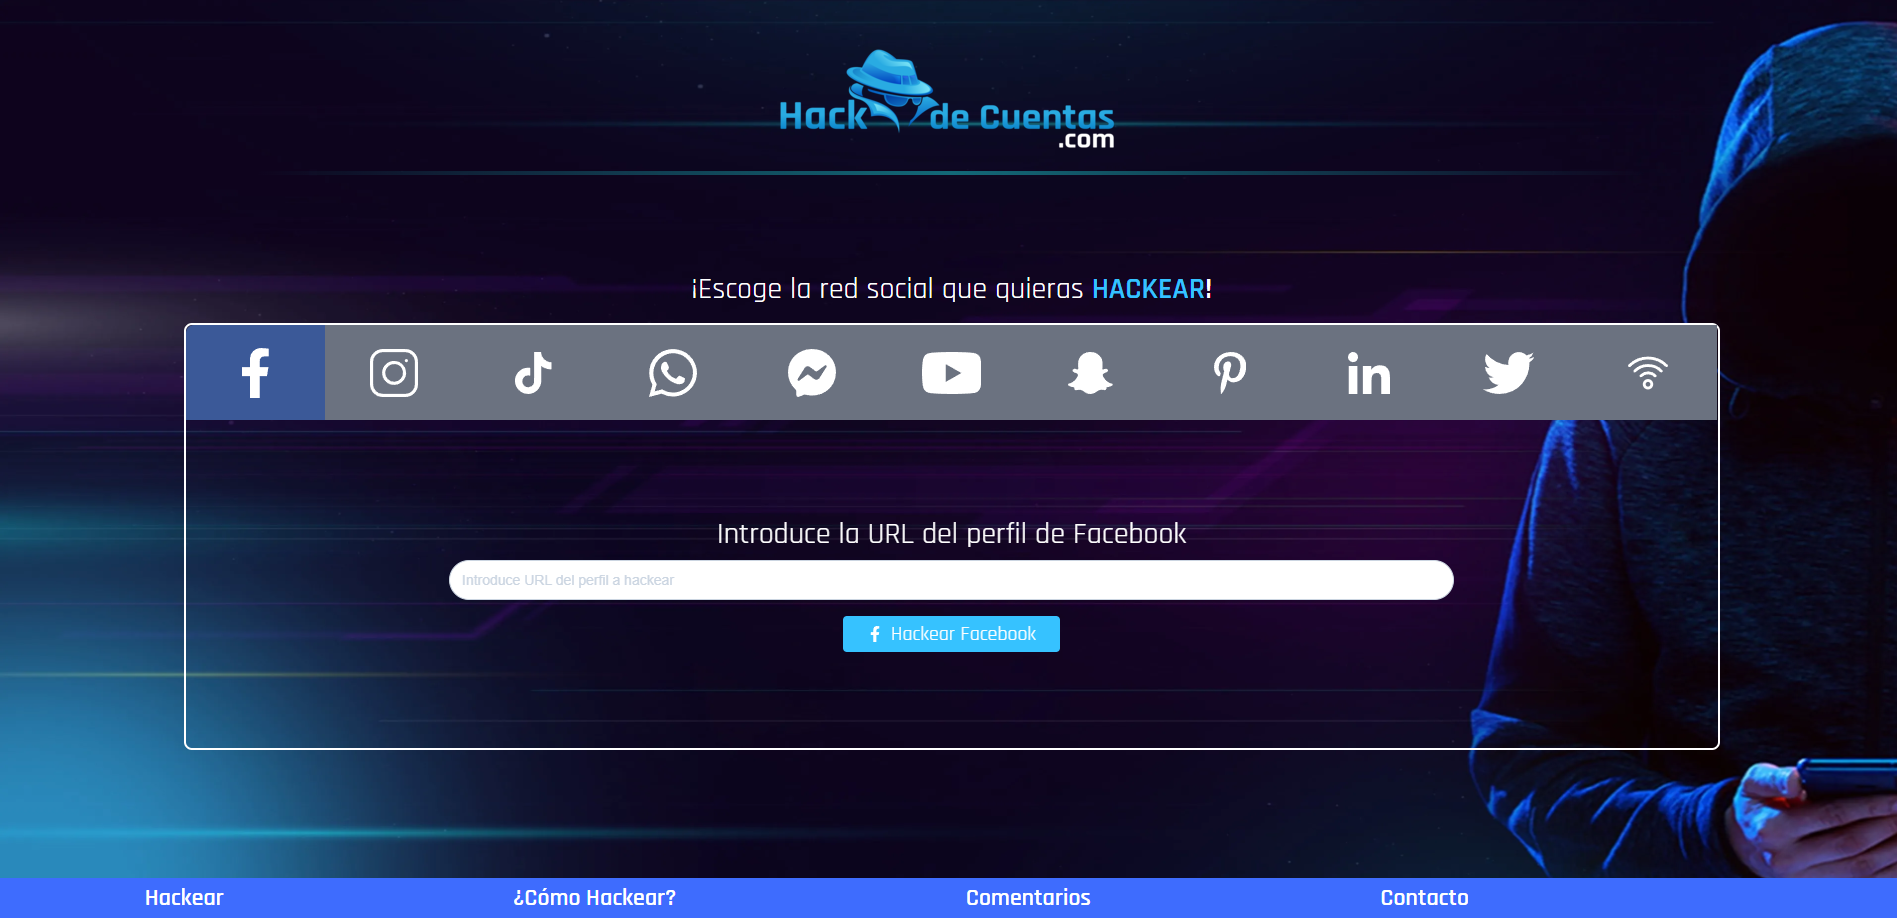 Hack de Cuentas
.com
¡Escoge la red social que quieras HACKEAR!
Introduce la URL del perfil de Facebook
Introduce URL del perfil a hackear
Hackear Facebook
Hackear
¿Cómo Hackear?
Comentarios
Contacto